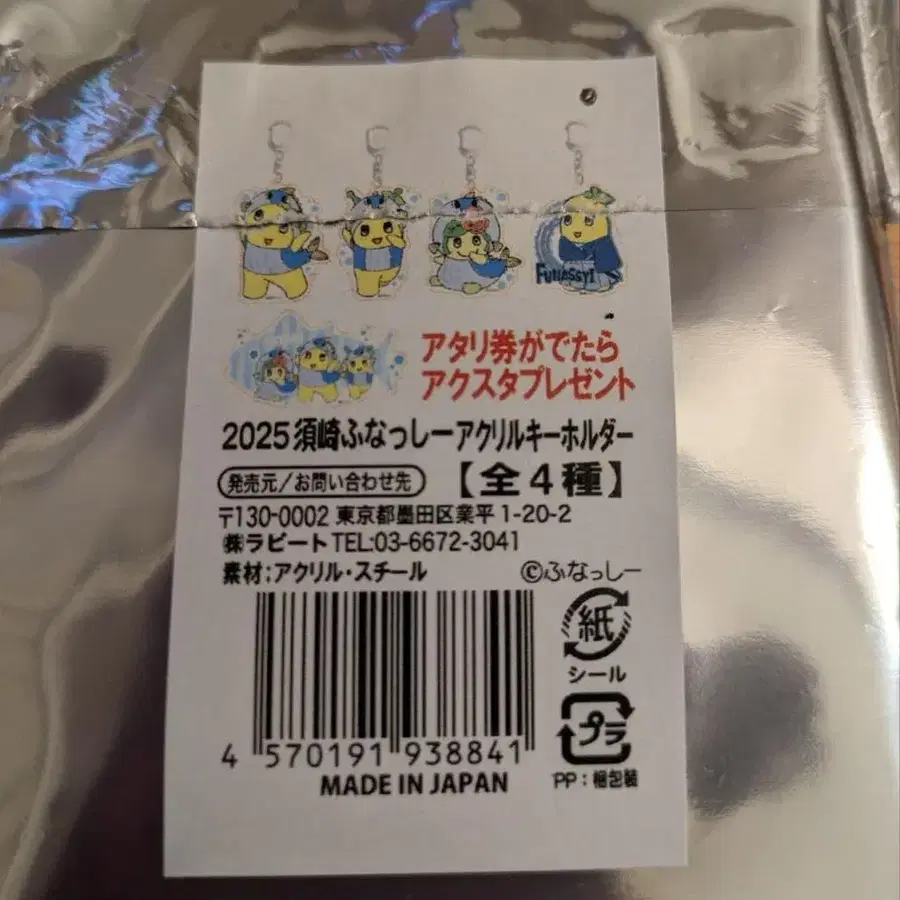 FUNASSYI
アタリ券がでたら
アクスタプレゼント
2025須崎ふなっしーアクリルキーホルダー
発売元/お問い合わせ先 【全4種】
〒130-0002 東京都墨田区業平1-20-2
㈱ラビートTEL:03-6672-3041
素材:アクリル・スチール ©ふなっしー
紙
シール
プラ
PP:梱包装
4 570191 938841
MADE IN JAPAN